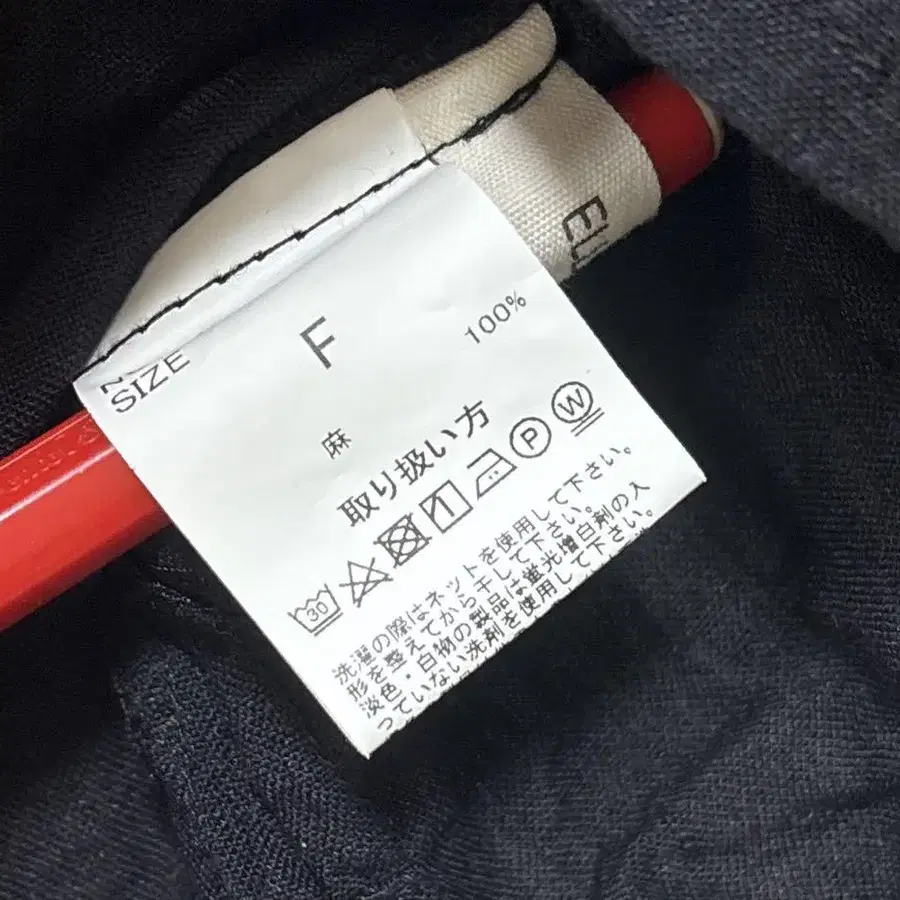 SIZE F
麻 100%
取り扱い方
30 P W
洗濯の際はネットを使用して下さい。
形を整えてから干して下さい。
淡色・白物の製品は蛍光増白剤の入
っていない洗剤を使用して下さい。